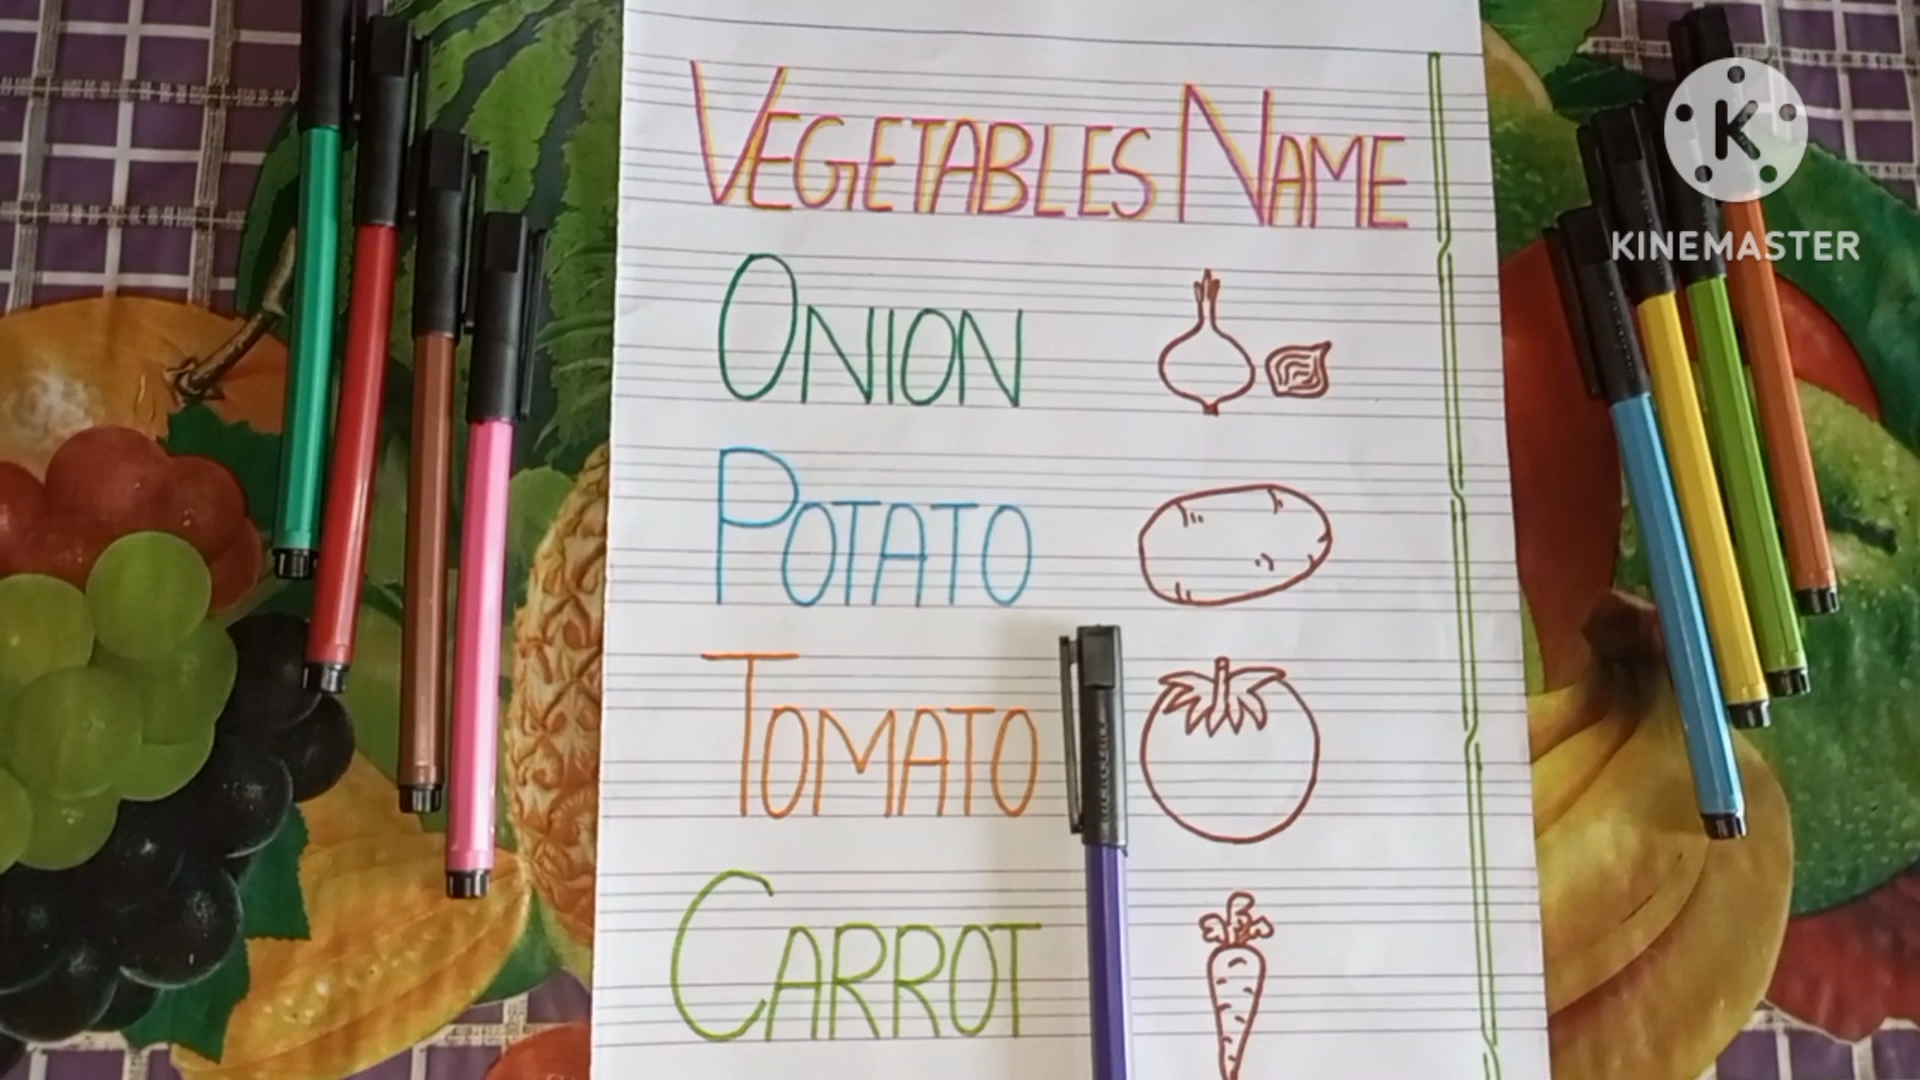 VEGETABLES NAME
ONION
POTATO
TOMATO
CARROT
K
KINEMASTER